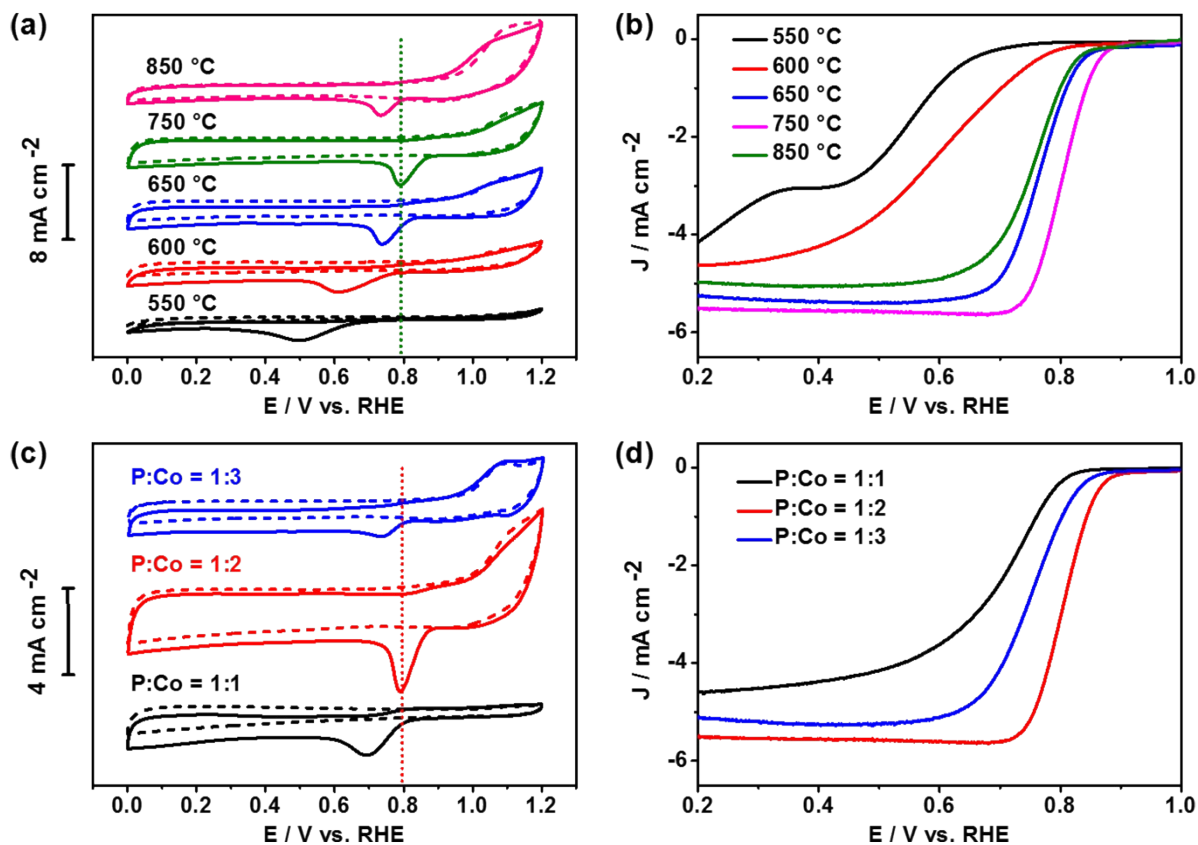 (a)
850 °C
750 °C
650 °C
600 °C
550 °C
8 mA cm-2
0.0 0.2 0.4 0.6 0.8 1.0 1.2
E / V vs. RHE
(b)
550 °C
600 °C
650 °C
750 °C
850 °C
0
-2
-4
-6
J / mA cm-2
0.2 0.4 0.6 0.8 1.0
E / V vs. RHE
(c)
P:Co = 1:3
P:Co = 1:2
P:Co = 1:1
4 mA cm-2
0.0 0.2 0.4 0.6 0.8 1.0 1.2
E / V vs. RHE
(d)
P:Co = 1:1
P:Co = 1:2
P:Co = 1:3
0
-2
-4
-6
J / mA cm-2
0.2 0.4 0.6 0.8 1.0
E / V vs. RHE